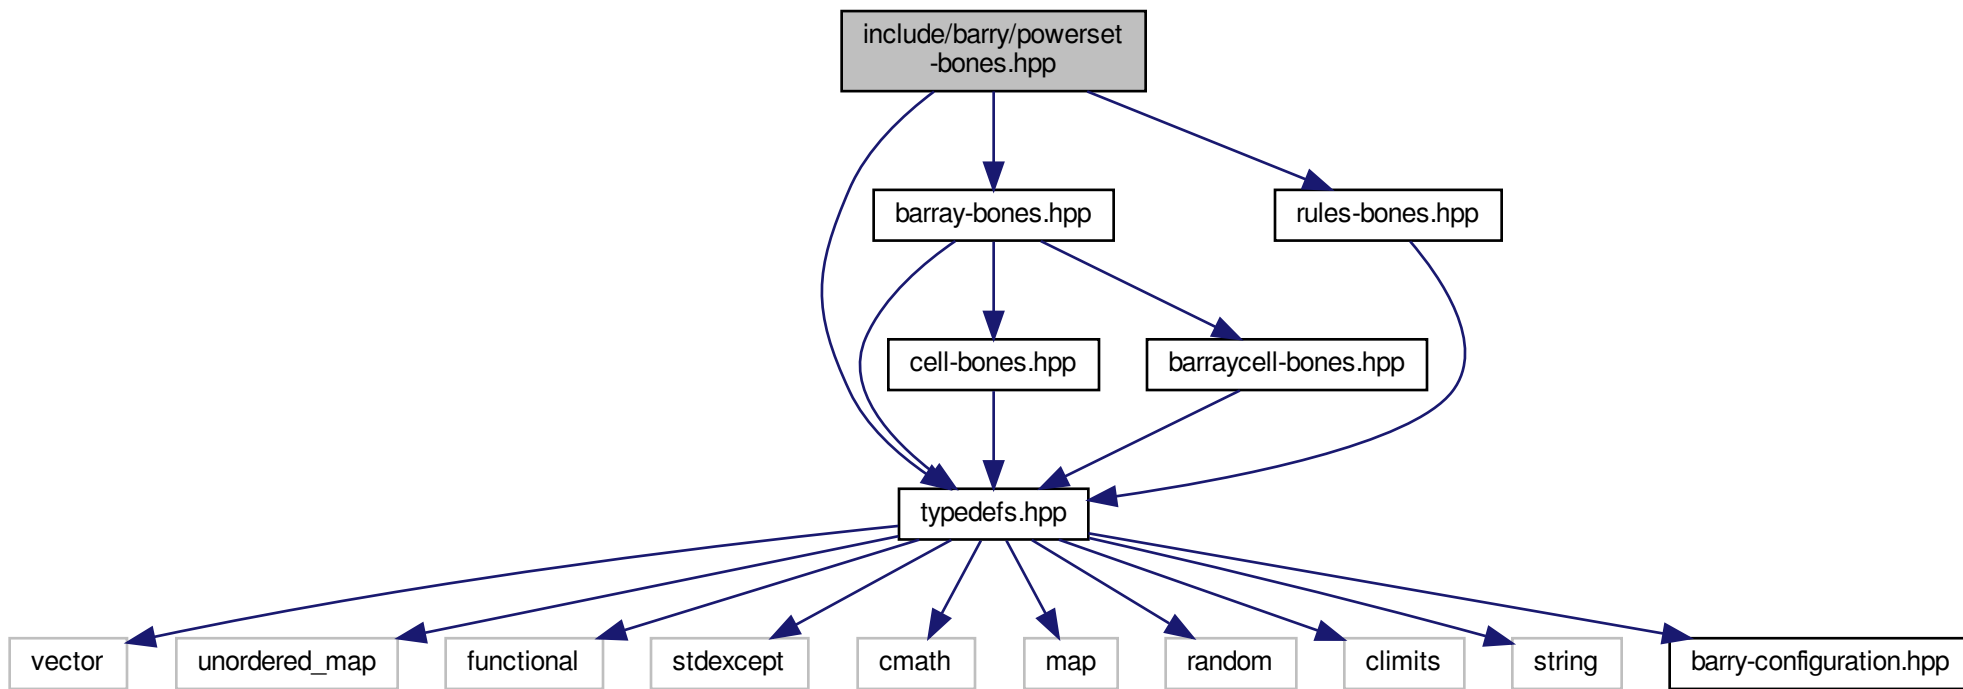 include/barry/powerset
-bones.hpp
barray-bones.hpp
rules-bones.hpp
cell-bones.hpp
barraycell-bones.hpp
typedefs.hpp
vector
unordered_map
functional
stdexcept
cmath
map
random
climits
string
barry-configuration.hpp